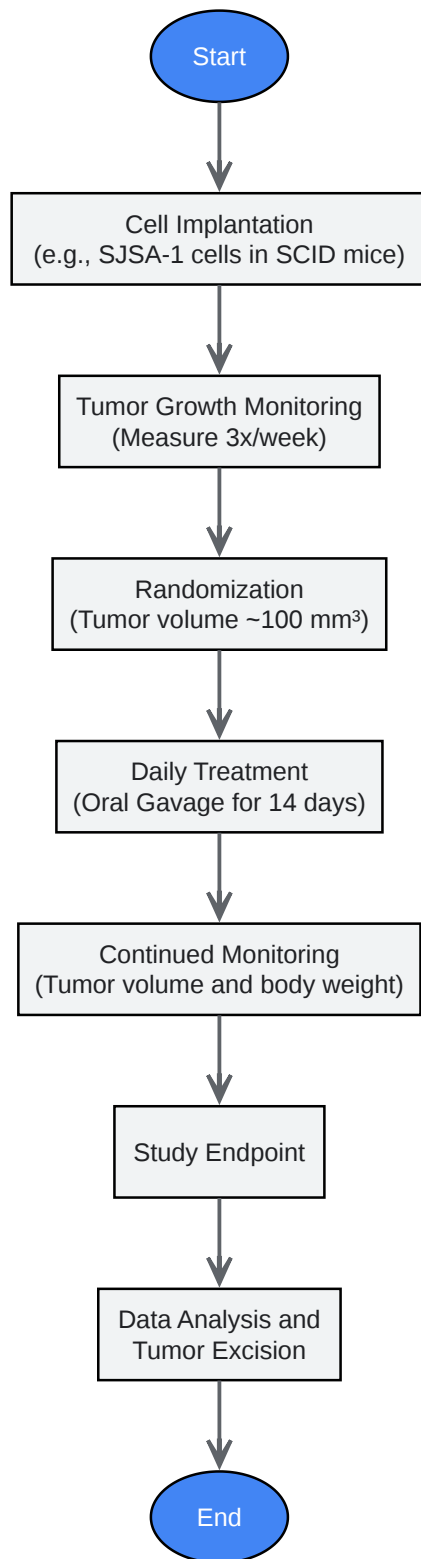 Start
Cell Implantation
(e.g., SJSA-1 cells in SCID mice)
Tumor Growth Monitoring
(Measure 3x/week)
Randomization
(Tumor volume ~100 mm³)
Daily Treatment
(Oral Gavage for 14 days)
Continued Monitoring
(Tumor volume and body weight)
Study Endpoint
Data Analysis and
Tumor Excision
End